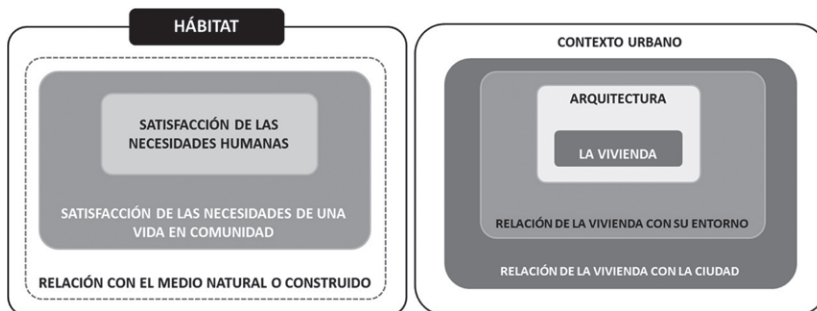 HÁBITAT
SATISFACCIÓN DE LAS
NECESIDADES HUMANAS
SATISFACCIÓN DE LAS NECESIDADES DE UNA
VIDA EN COMUNIDAD
RELACIÓN CON EL MEDIO NATURAL O CONSTRUIDO
CONTEXTO URBANO
ARQUITECTURA
LA VIVIENDA
RELACIÓN DE LA VIVIENDA CON SU ENTORNO
RELACIÓN DE LA VIVIENDA CON LA CIUDAD